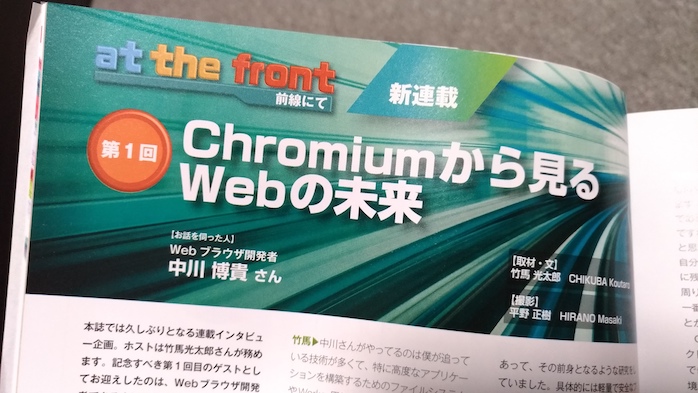 at the front
前線にて
新連載
第1回
Chromiumから見る
Webの未来
【お話を伺った人】
Web ブラウザ開発者
中川 博貴 さん
【取材・文】
竹馬 光太郎 CHIKUBA Koutaro
【撮影】
平野 正樹 HIRANO Masaki
本誌では久しぶりとなる連載インタビュ
ー企画。ホストは竹馬光太郎さんが務め
ます。記念すべき第1回目のゲストとし
てお迎えしたのは、Webブラウザ開発
竹馬▶中川さんがやってるのは僕が追って
いる技術が多くて、特に高度なアプリケー
ションを構築するためのファイルシステム
あって、その前身となるような研究を
していました。具体的には軽量で安全な